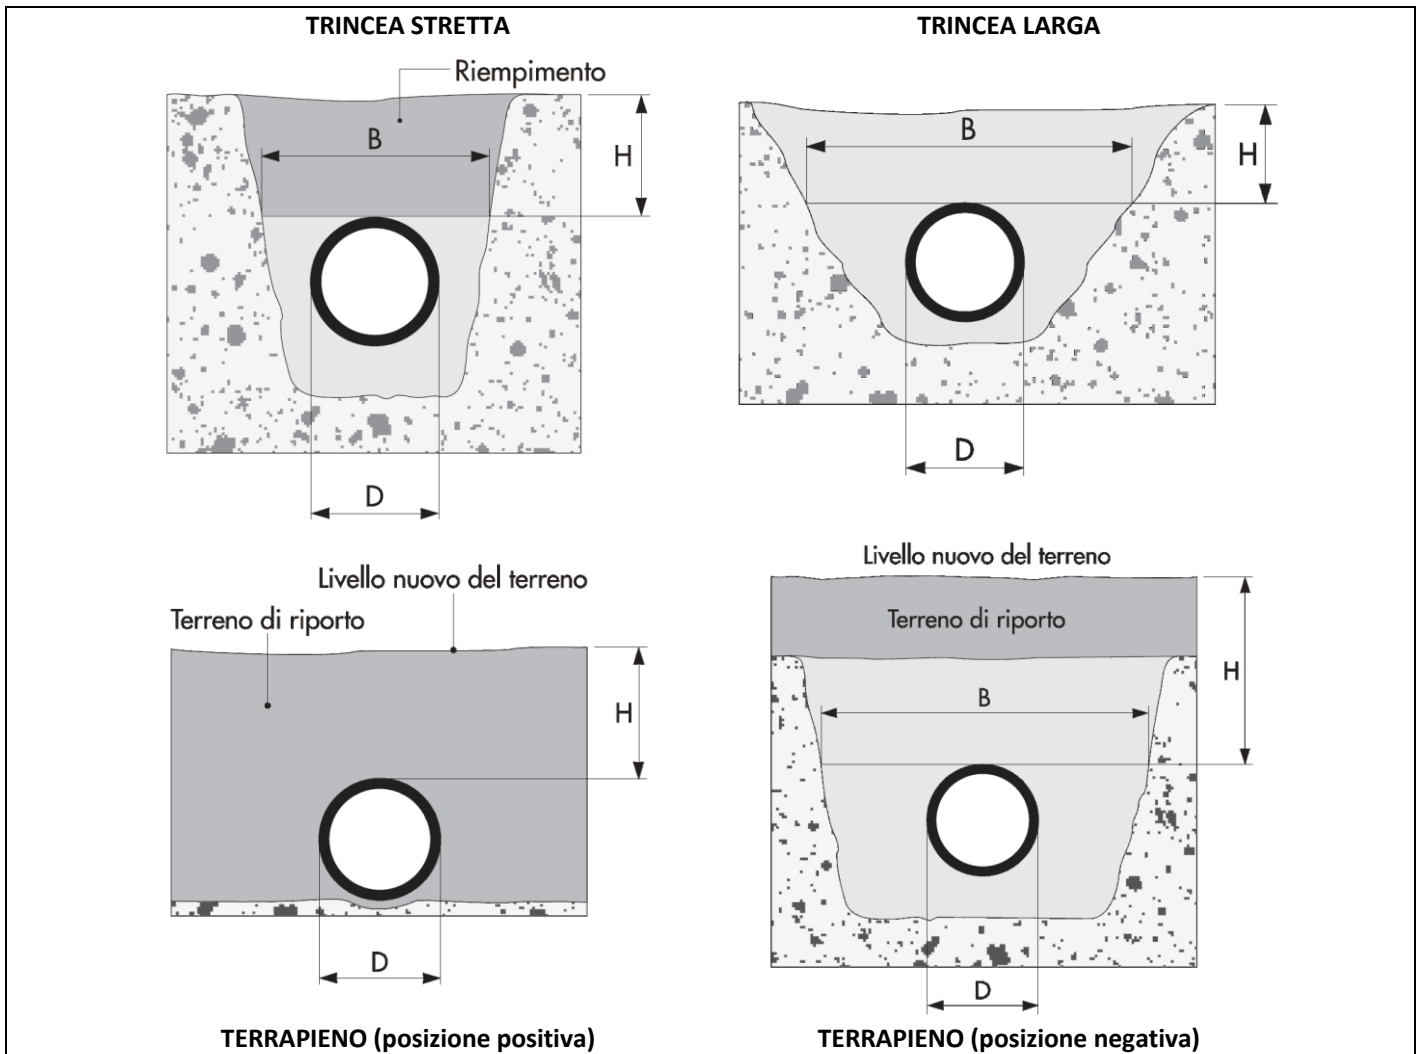 TRINCEA STRETTA
TRINCEA LARGA
Riempimento
B
H
D
B
H
D
Livello nuovo del terreno
Terreno di riporto
H
D
Livello nuovo del terreno
Terreno di riporto
B
H
D
TERRAPIENO (posizione positiva)
TERRAPIENO (posizione negativa)